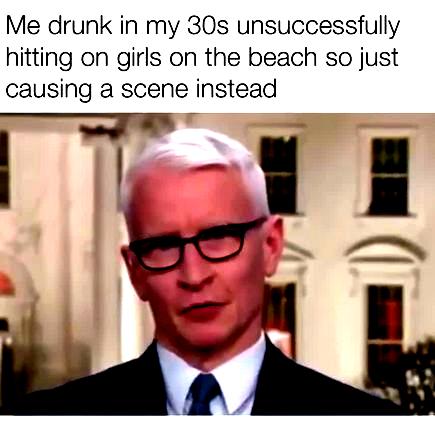 Me drunk in my 30s unsuccessfully
hitting on girls on the beach so just
causing a scene instead